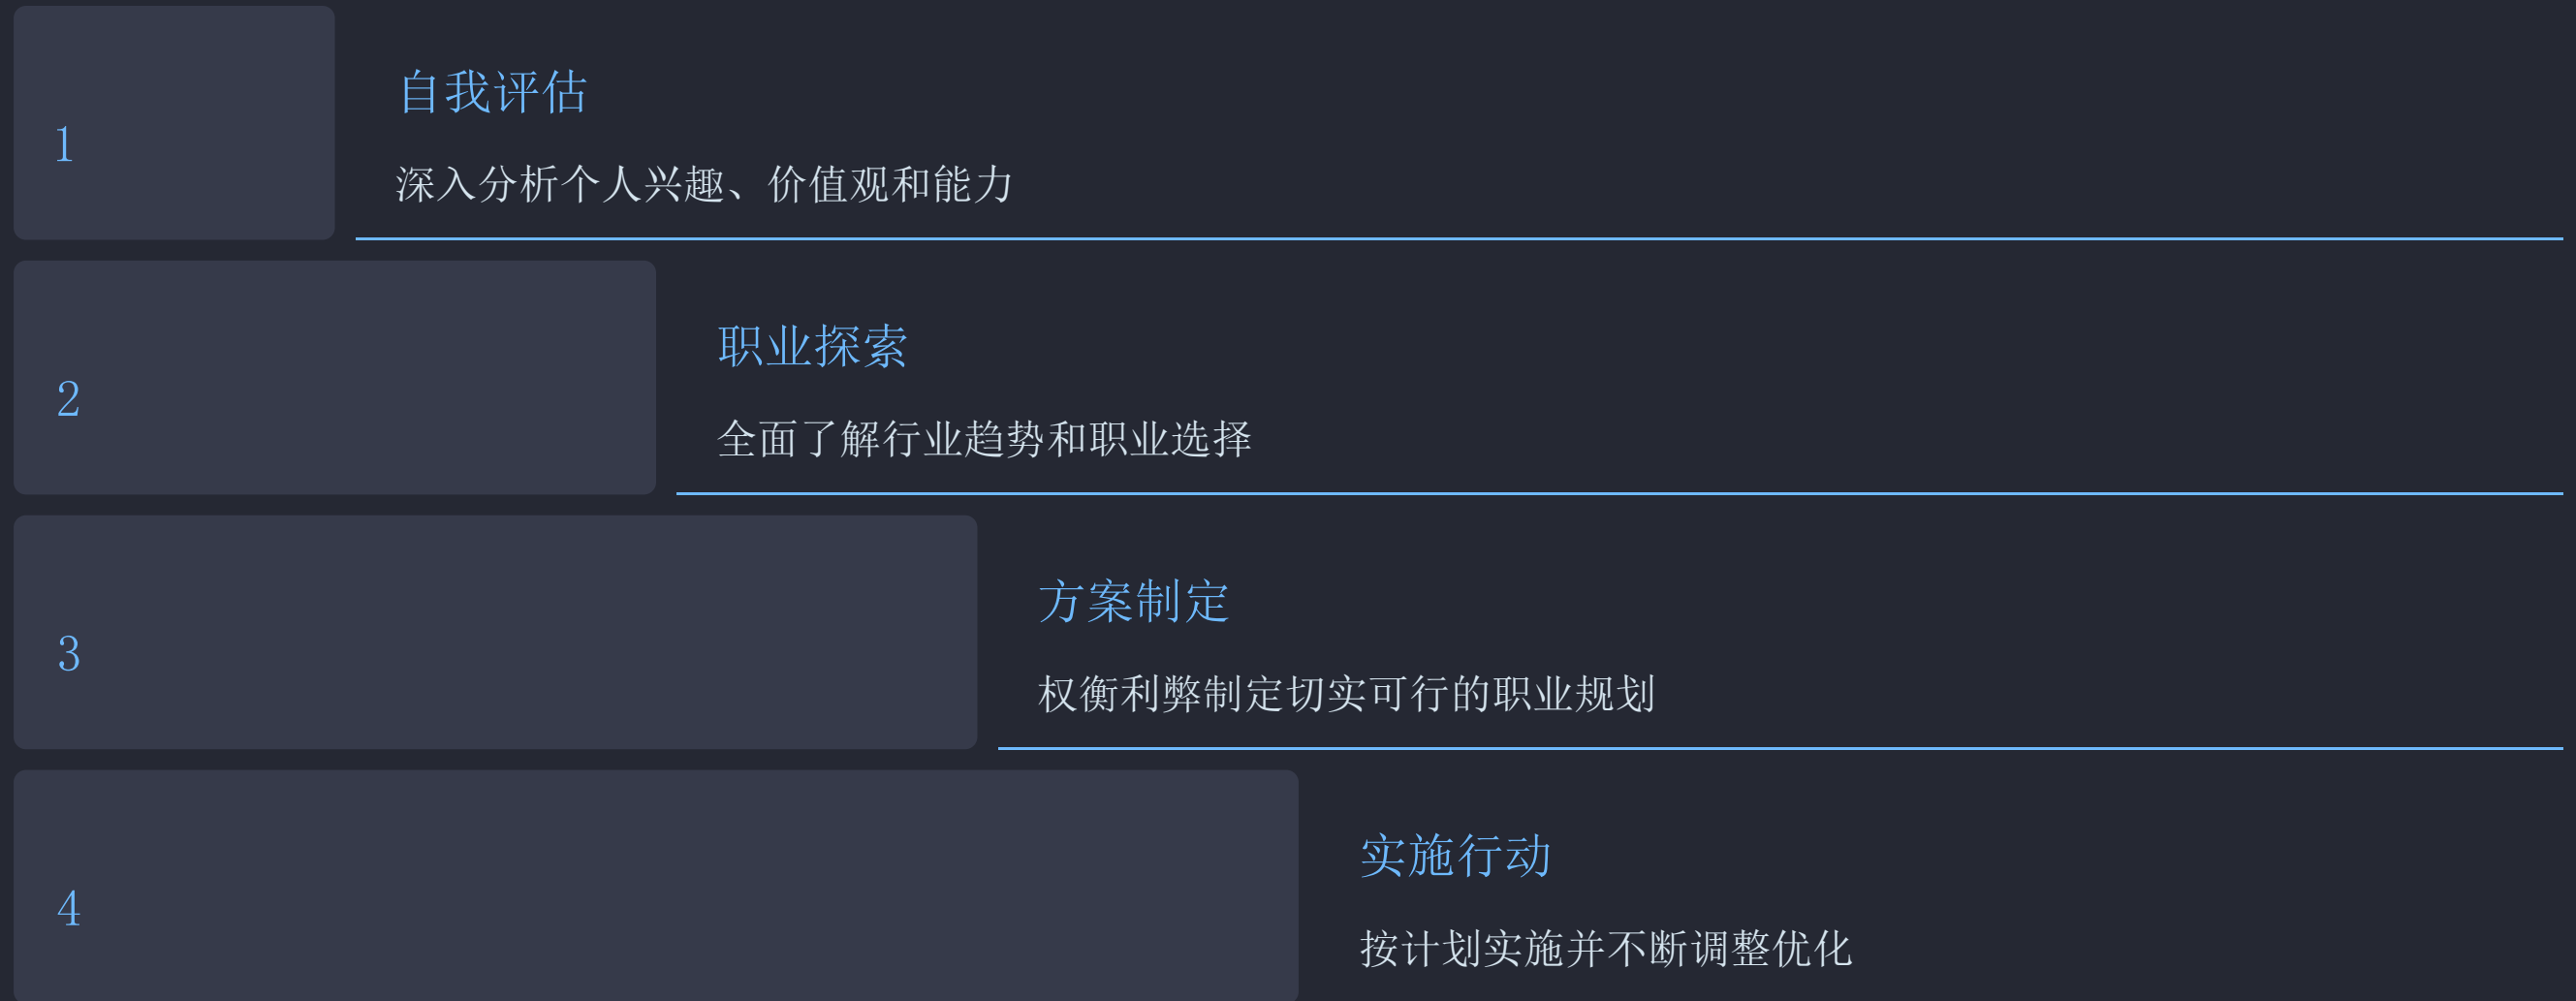 1
自我评估
深入分析个人兴趣、价值观和能力
2
职业探索
全面了解行业趋势和职业选择
3
方案制定
权衡利弊制定切实可行的职业规划
4
实施行动
按计划实施并不断调整优化